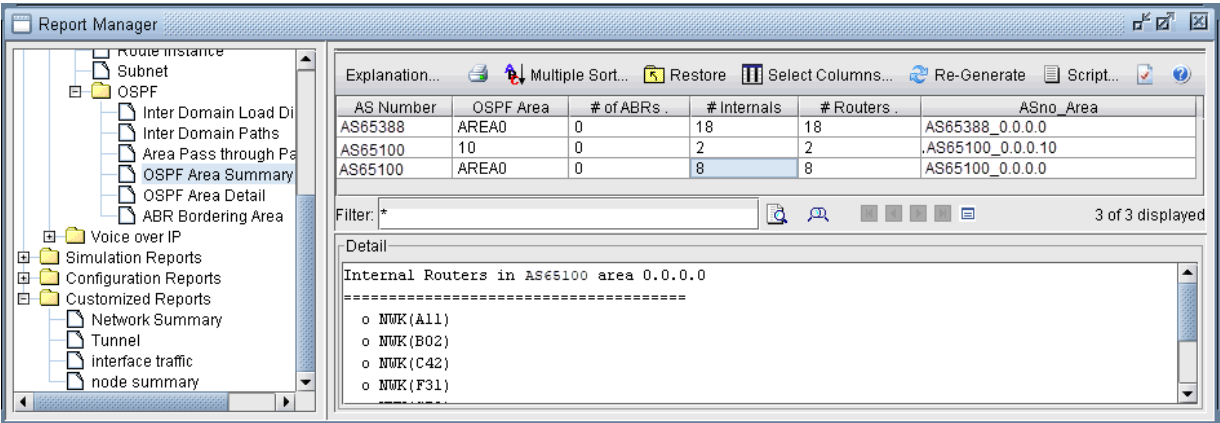 Report Manager
Route Instance
Subnet
OSPF
Inter Domain Load Di
Inter Domain Paths
Area Pass through Pa
OSPF Area Summary
OSPF Area Detail
ABR Bordering Area
Voice over IP
Simulation Reports
Configuration Reports
Customized Reports
Network Summary
Tunnel
interface traffic
node summary
Explanation... Multiple Sort... Restore Select Columns... Re-Generate Script...
AS Number OSPF Area # of ABRs . # Internals # Routers . ASno_Area
AS65388 AREA0 0 18 18 AS65388_0.0.0.0
AS65100 10 0 2 2 .AS65100_0.0.0.10
AS65100 AREA0 0 8 8 AS65100_0.0.0.0
Filter: * 3 of 3 displayed
Detail
Internal Routers in AS65100 area 0.0.0.0
======================================
o NWK(A11)
o NWK(B02)
o NWK(C42)
o NWK(F31)